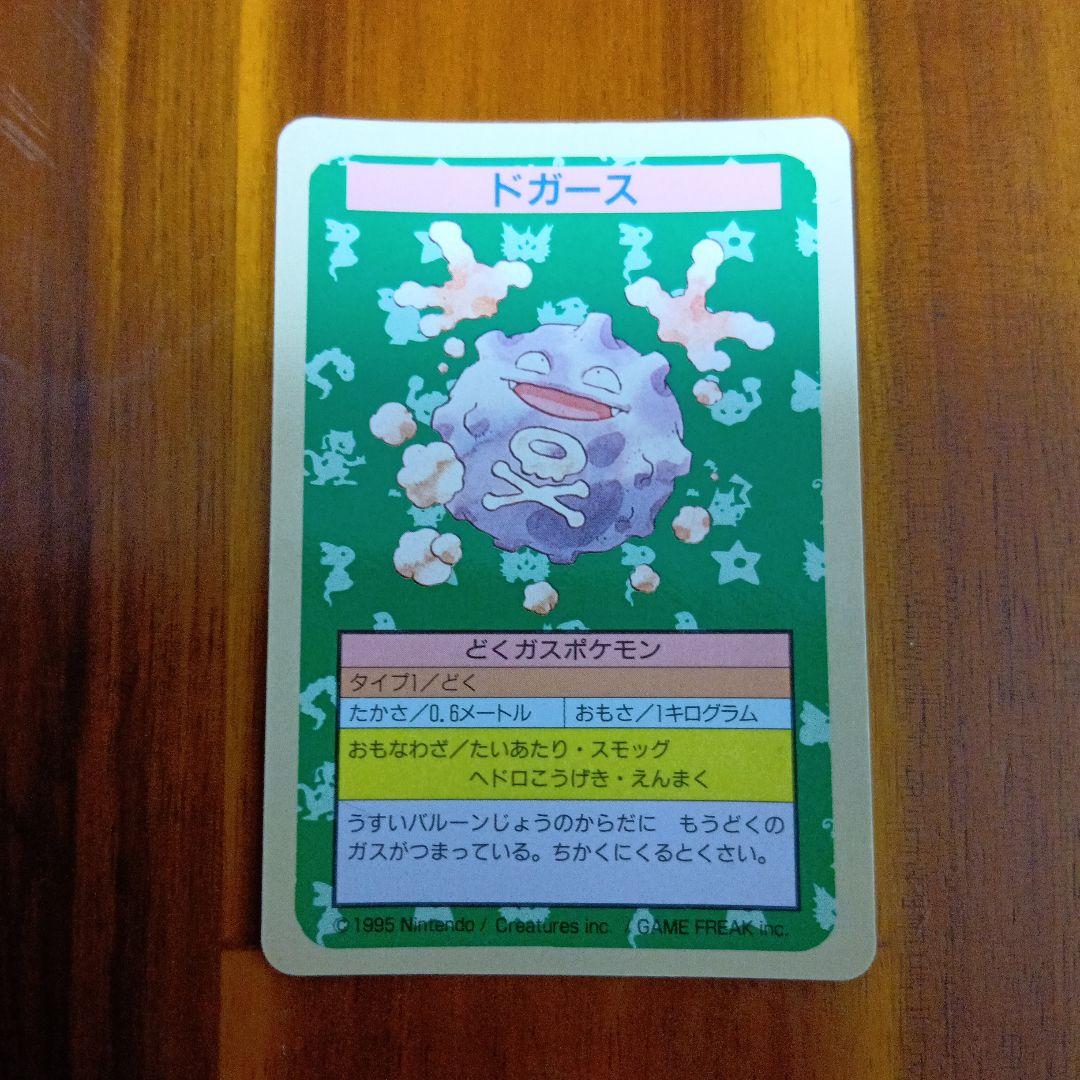 ドガース
どくガスポケモン
タイプ1／どく
たかさ／0.6メートル
おもさ／1キログラム
おもなわざ／たいあたり・スモッグ
ヘドロこうげき・えんまく
うすいバルーンじょうのからだに　もうどくの
ガスがつまっている。ちかくにくるとくさい。
©1995 Nintendo / Creatures inc. / GAME FREAK inc.